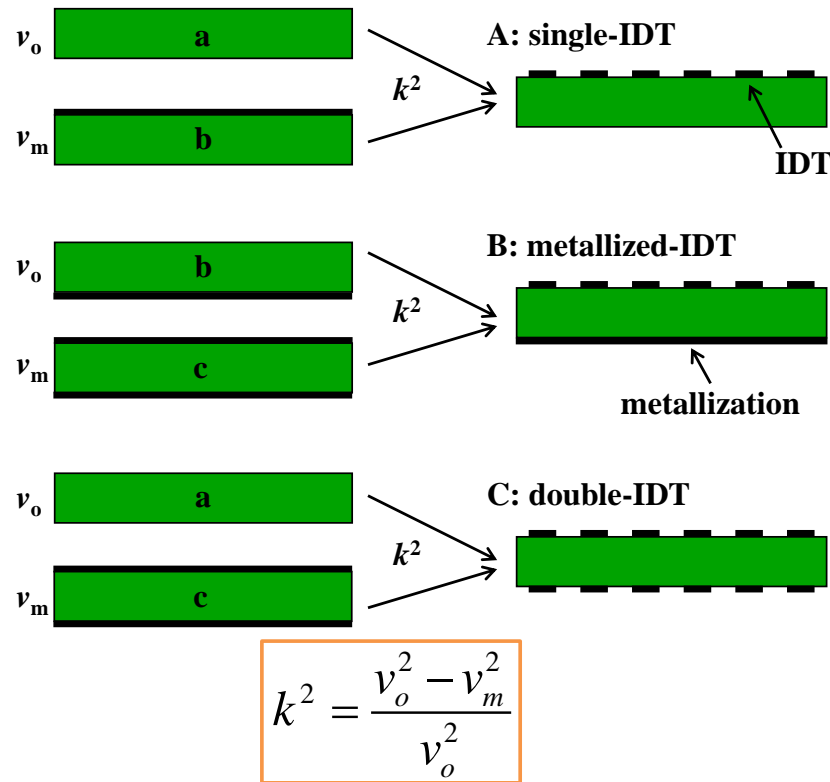 A: single-IDT
vₒ a
k²
vₘ b
IDT
B: metallized-IDT
vₒ b
k²
vₘ c
metallization
C: double-IDT
vₒ a
k²
vₘ c
k² = (vₒ² − vₘ²) / vₒ²